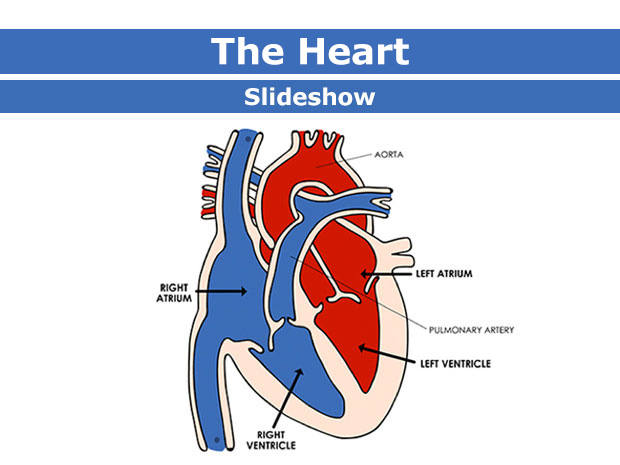 The Heart
Slideshow
AORTA
LEFT ATRIUM
RIGHT
ATRIUM
PULMONARY ARTERY
LEFT VENTRICLE
RIGHT
VENTRICLE